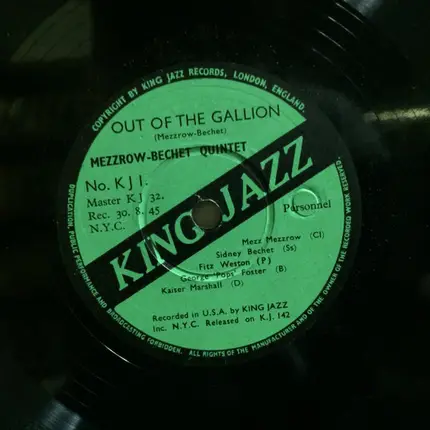 COPYRIGHT BY KING JAZZ RECORDS, LONDON, ENGLAND.
OUT OF THE GALLION
(Mezzrow-Bechet)
MEZZROW-BECHET QUINTET
No. KJ 1.
Master KJ 32.
Rec. 30. 8. 45
N.Y.C.
KING JAZZ
Personnel
Mezz Mezzrow (Cl)
Sidney Bechet (Ss)
Fitz Weston (P)
George 'Pops' Foster (B)
Kaiser Marshall (D)
Recorded in U.S.A. by KING JAZZ
Inc. N.Y.C. Released on K.J. 142
DUPLICATION, PUBLIC PERFORMANCE AND BROADCASTING FORBIDDEN. ALL RIGHTS OF THE MANUFACTURER AND OF THE OWNER OF THE RECORDED WORK RESERVED.